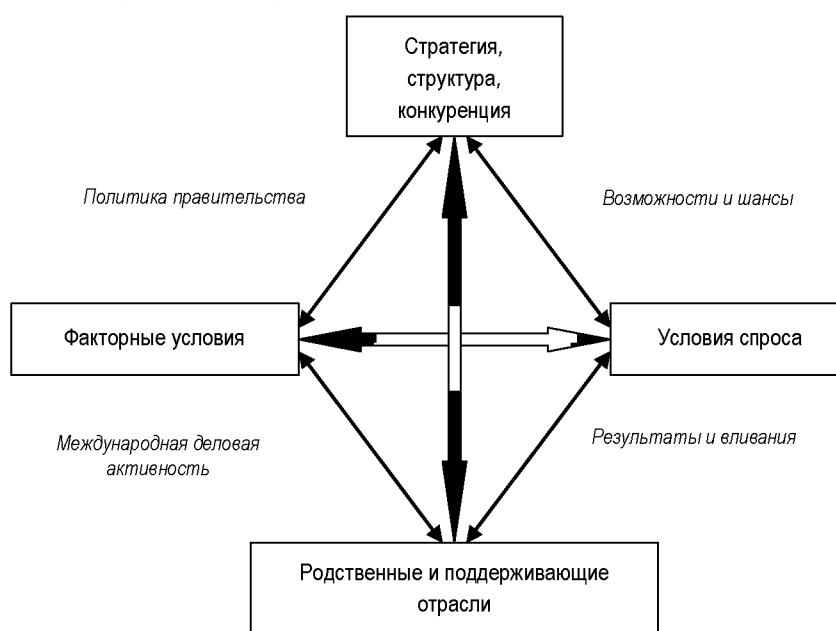 Стратегия,
структура,
конкуренция
Политика правительства
Возможности и шансы
Факторные условия
Условия спроса
Международная деловая
активность
Результаты и вливания
Родственные и поддерживающие
отрасли